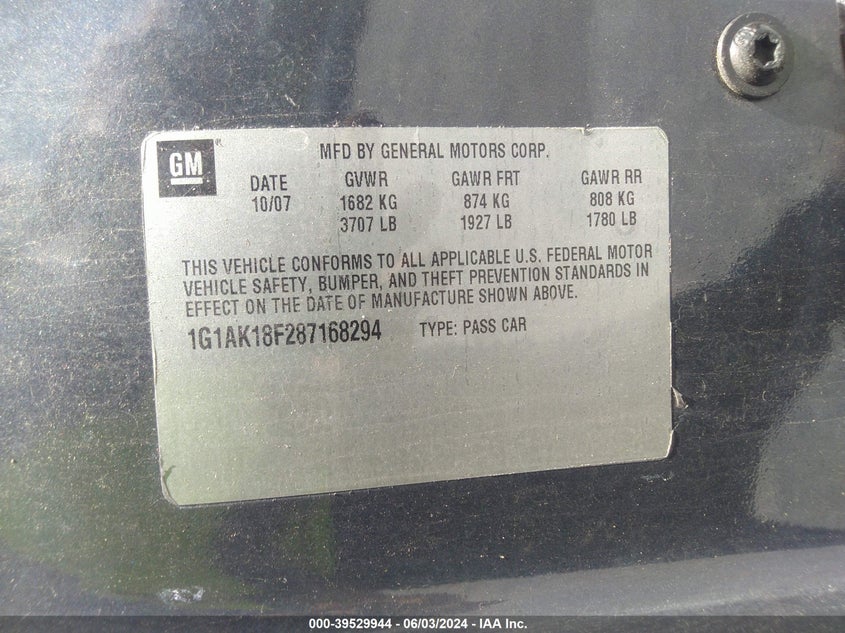 GM
MFD BY GENERAL MOTORS CORP.
DATE GVWR GAWR FRT GAWR RR
10/07 1682 KG 874 KG 808 KG
3707 LB 1927 LB 1780 LB
THIS VEHICLE CONFORMS TO ALL APPLICABLE U.S. FEDERAL MOTOR
VEHICLE SAFETY, BUMPER, AND THEFT PREVENTION STANDARDS IN
EFFECT ON THE DATE OF MANUFACTURE SHOWN ABOVE.
1G1AK18F287168294 TYPE: PASS CAR
000-39529944 - 06/03/2024 - IAA Inc.